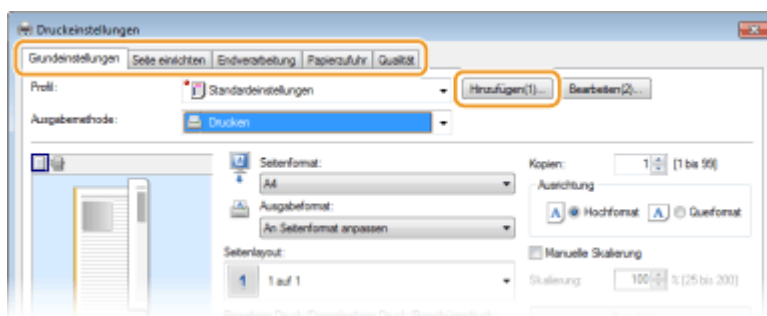 Druckeinstellungen
Grundeinstellungen Seite einrichten Endverarbeitung Papierzufuhr Qualität
Profil: Standardeinstellungen Hinzufügen(1)... Bearbeiten(2)...
Ausgabemethode: Drucken
Seitenformat: Kopien: 1 [1 bis 99]
A4 Ausrichtung
Ausgabeformat: A Hochformat A Querformat
An Seitenformat anpassen
Seitenlayout: Manuelle Skalierung
1 1 auf 1 Skalierung: 100 % [25 bis 200]